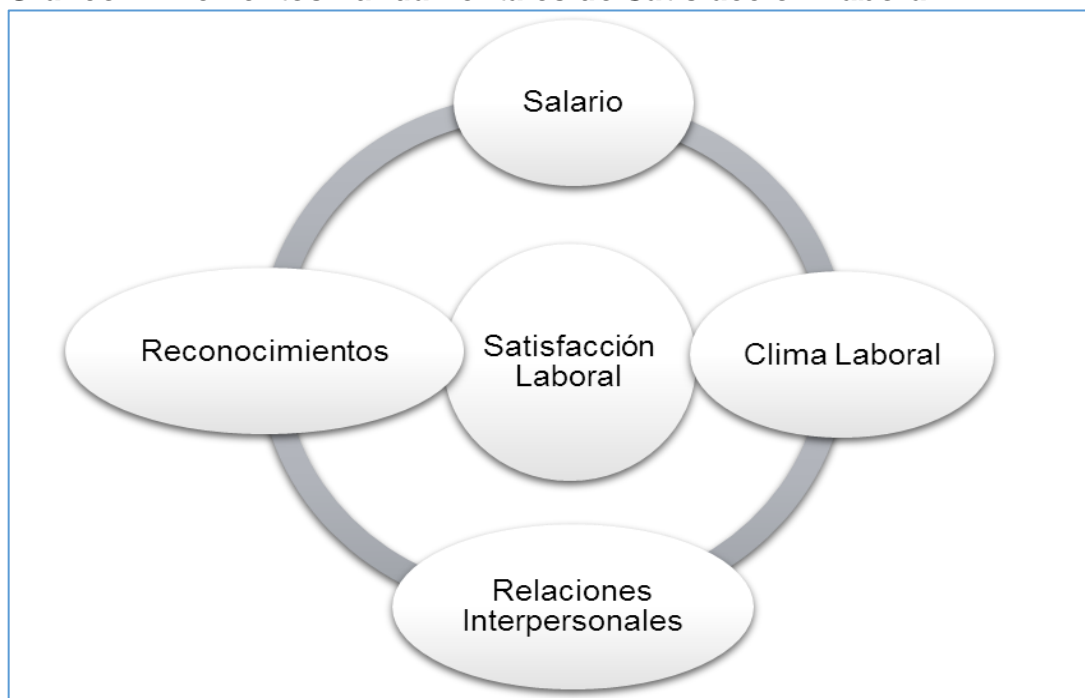 Salario
Reconocimientos
Satisfacción
Laboral
Clima Laboral
Relaciones
Interpersonales